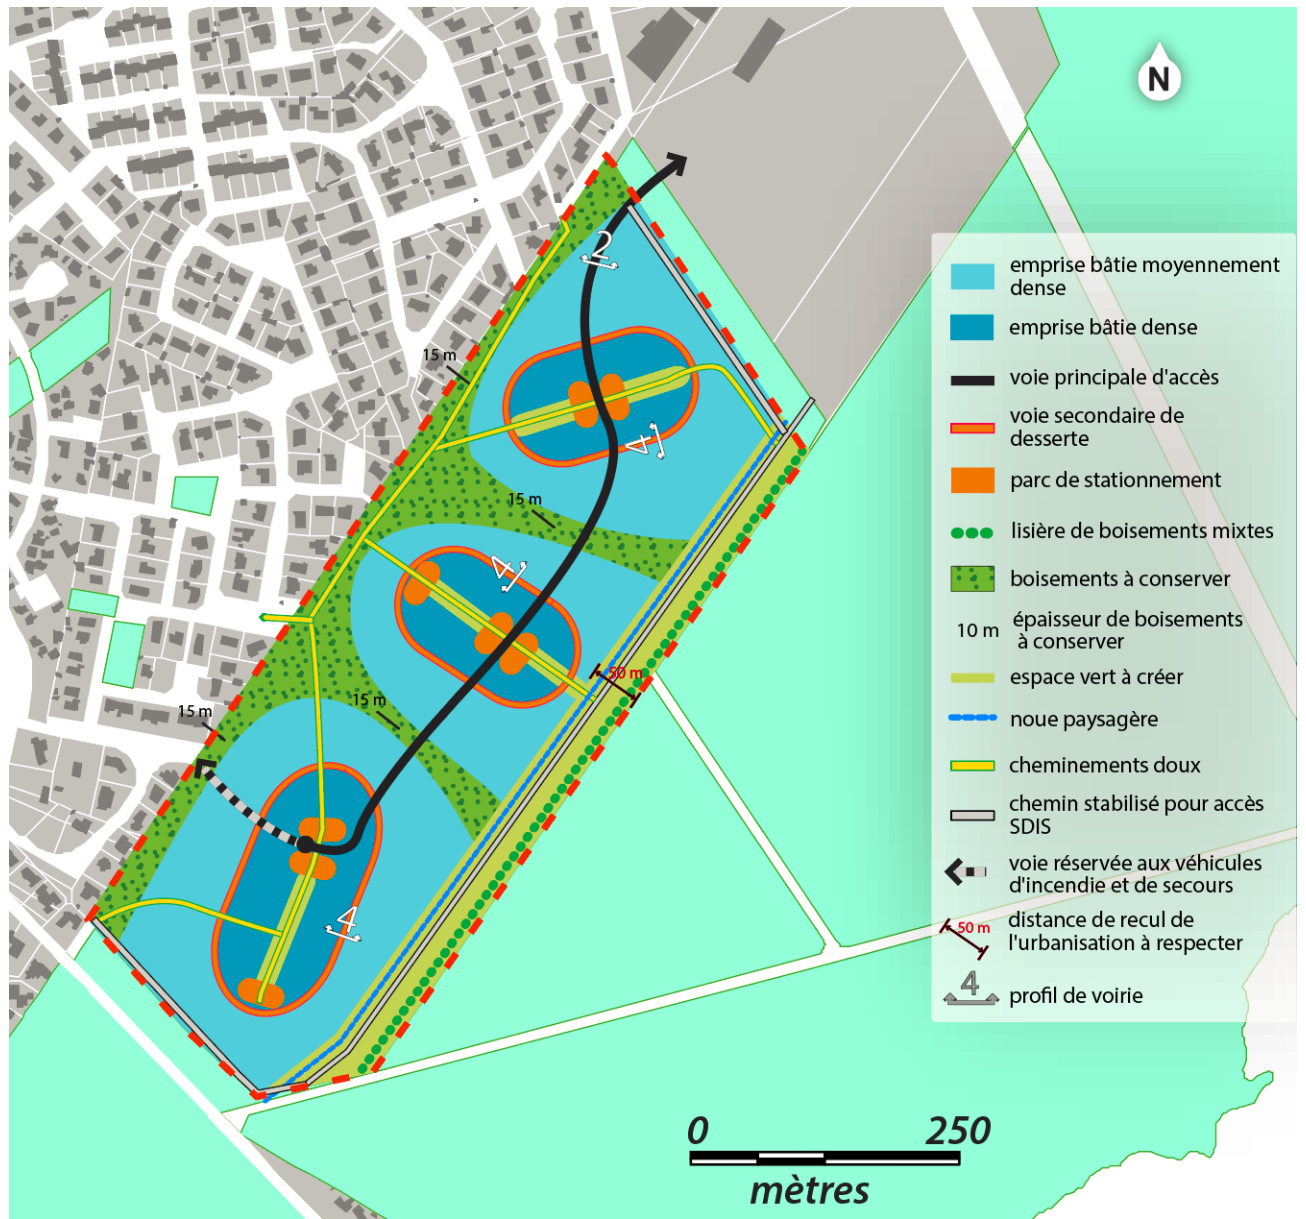 N
2
15 m
4
15 m
4
50 m
15 m
15 m
4
emprise bâtie moyennement
dense
emprise bâtie dense
voie principale d'accès
voie secondaire de
desserte
parc de stationnement
lisière de boisements mixtes
boisements à conserver
10 m
épaisseur de boisements
à conserver
espace vert à créer
noue paysagère
cheminements doux
chemin stabilisé pour accès
SDIS
voie réservée aux véhicules
d'incendie et de secours
50 m
distance de recul de
l'urbanisation à respecter
4
profil de voirie
0 250
mètres